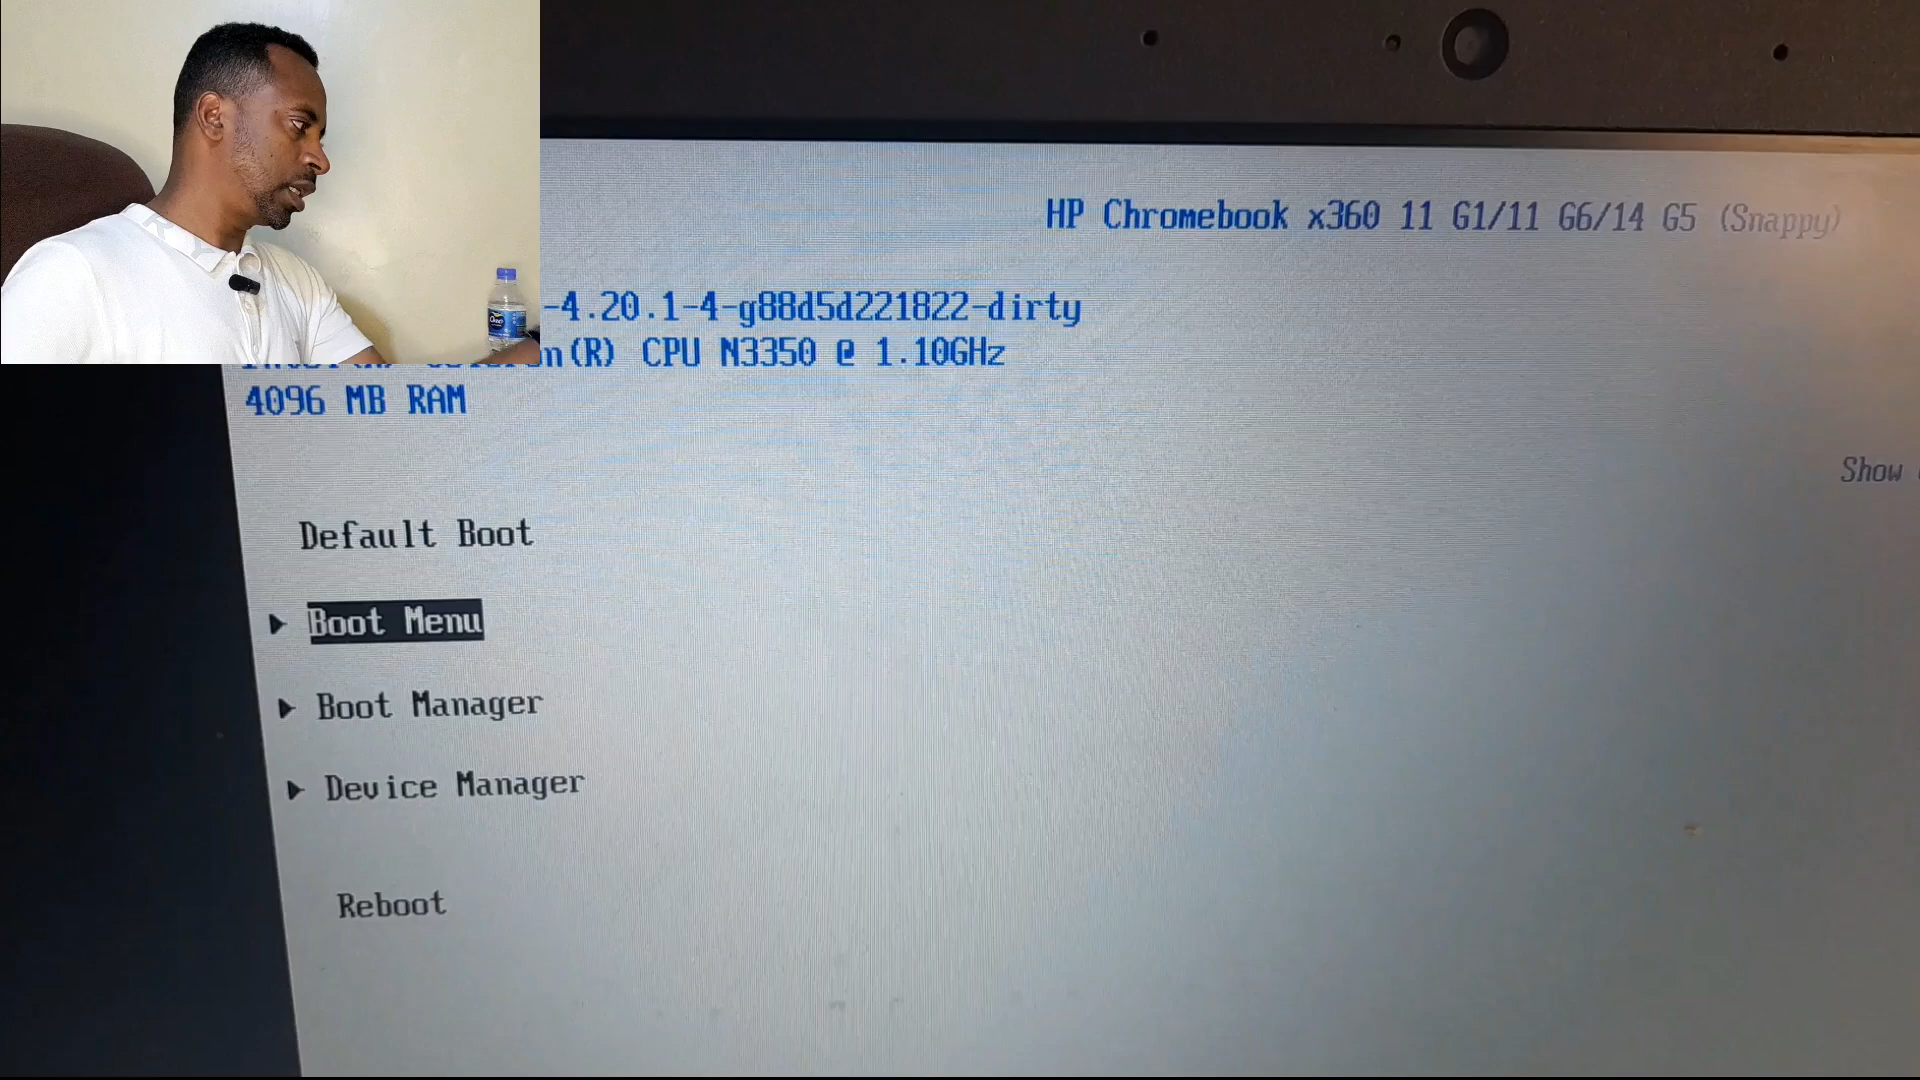 HP Chromebook x360 11 G1/11 G6/14 G5 (Snappy)
-4.20.1-4-g88d5d221822-dirty
n(R) CPU N3350 @ 1.10GHz
4096 MB RAM
Show
Default Boot
Boot Menu
Boot Manager
Device Manager
Reboot